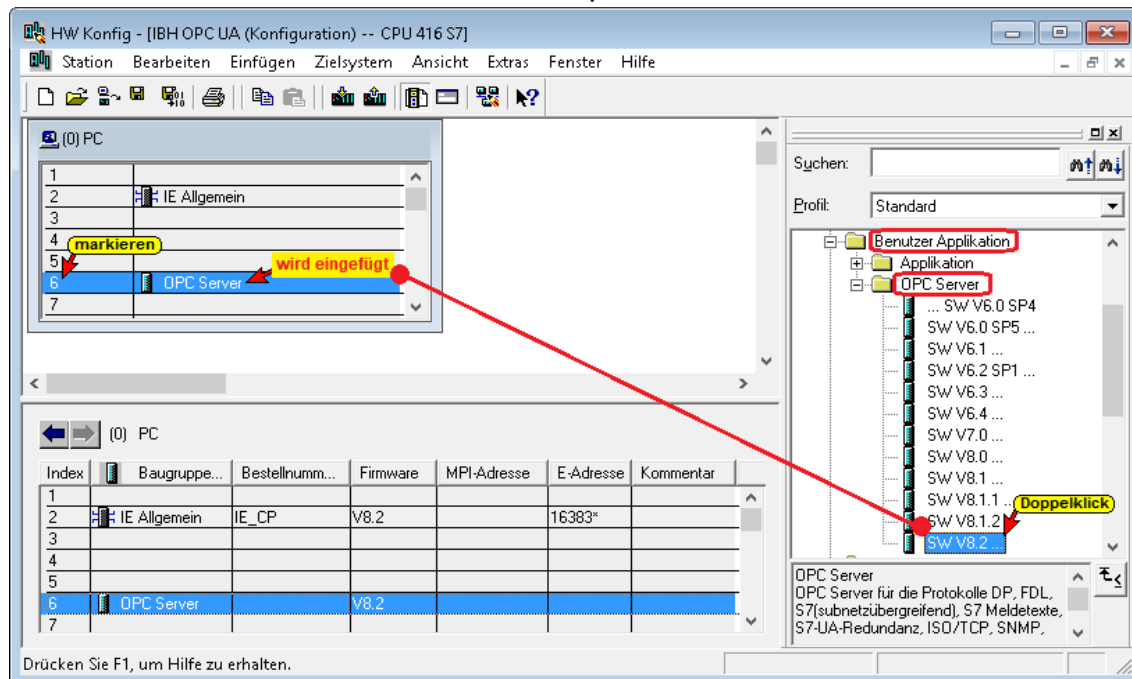 HW Konfig - [IBH OPC UA (Konfiguration) -- CPU 416 S7]
Station Bearbeiten Einfügen Zielsystem Ansicht Extras Fenster Hilfe
(0) PC
1
2 IE Allgemein
3
4 markieren
5 wird eingefügt
6 OPC Server
7
Suchen:
Profil: Standard
Benutzer Applikation
Applikation
OPC Server
... SW V6.0 SP4
SW V6.0 SP5 ...
SW V6.1 ...
SW V6.2 SP1 ...
SW V6.3 ...
SW V6.4 ...
SW V7.0 ...
SW V8.0 ...
SW V8.1 ...
SW V8.1.1 ... Doppelklick
SW V8.1.2
SW V8.2 ...
(0) PC
Index Baugruppe... Bestellnumm... Firmware MPI-Adresse E-Adresse Kommentar
1
2 IE Allgemein IE_CP V8.2 16383*
3
4
5
6 OPC Server V8.2
7
OPC Server
OPC Server für die Protokolle DP, FDL,
S7(subnetzübergreifend), S7 Meldetexte,
S7-UA-Redundanz, ISO/TCP, SNMP,
Drücken Sie F1, um Hilfe zu erhalten.